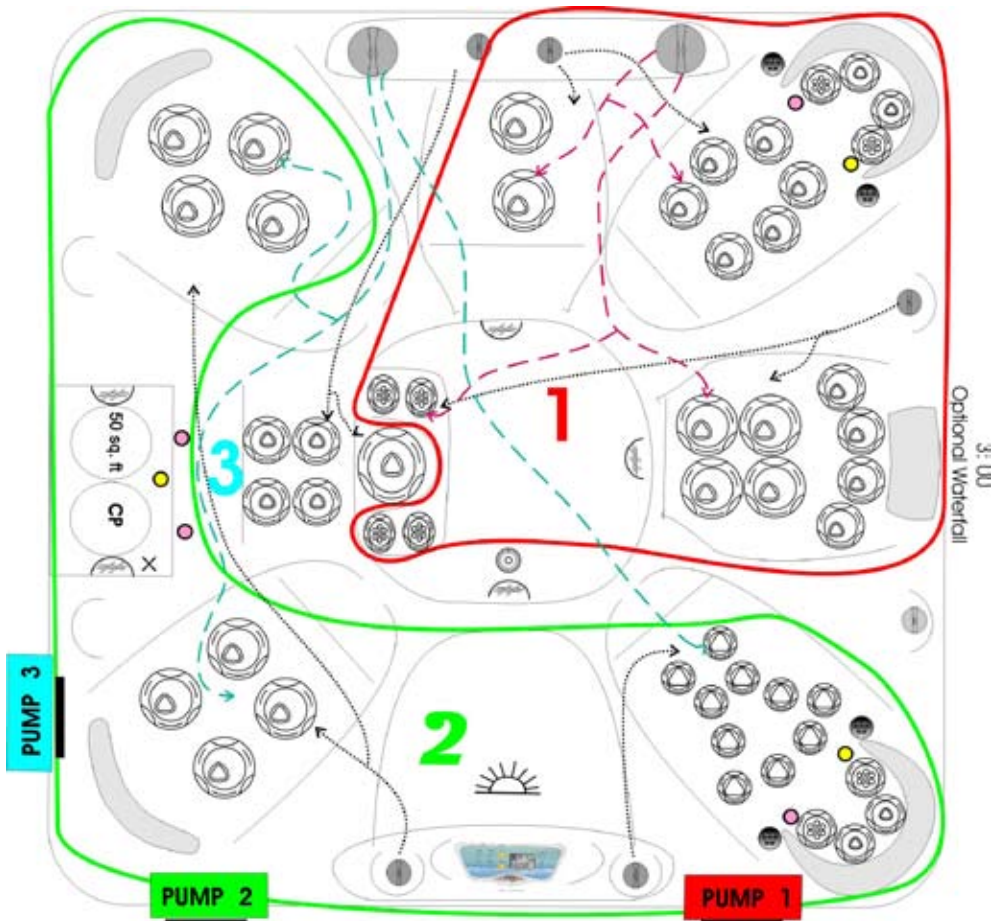 1
3:00
Optional Waterfall
50 sq. ft
CP
X
3
2
PUMP 3
PUMP 2
PUMP 1